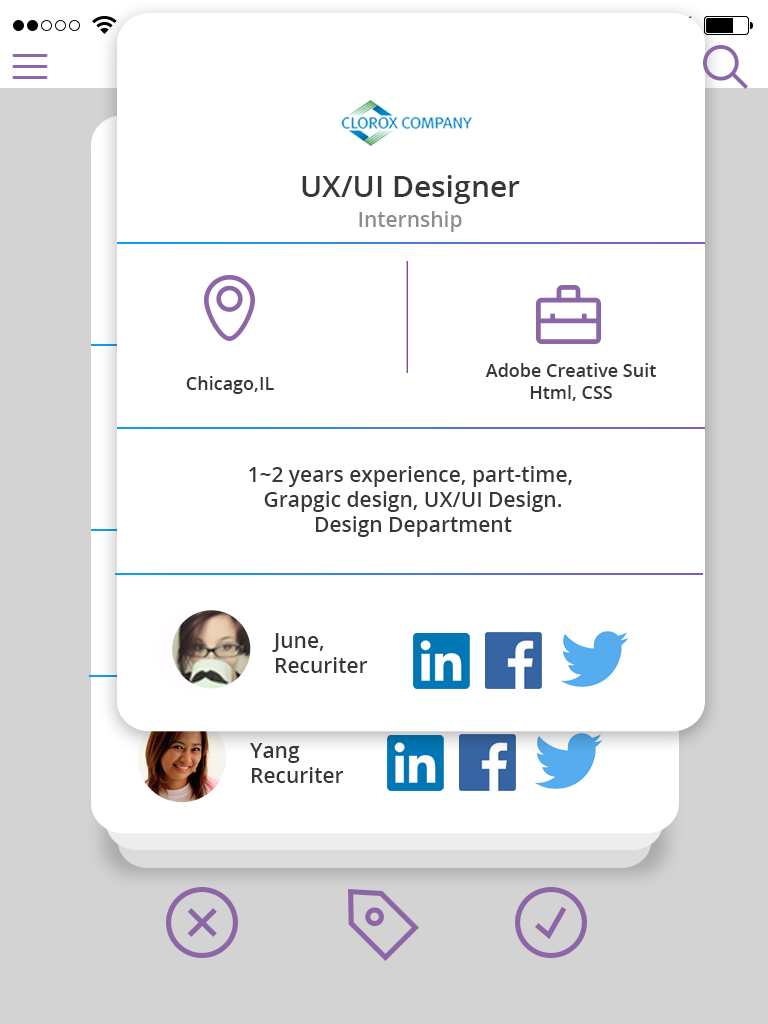 CLOROX COMPANY
UX/UI Designer
Internship
Chicago,IL
Adobe Creative Suit
Html, CSS
1~2 years experience, part-time,
Grapgic design, UX/UI Design.
Design Department
June,
Recuriter
in f
Yang
Recuriter
in f